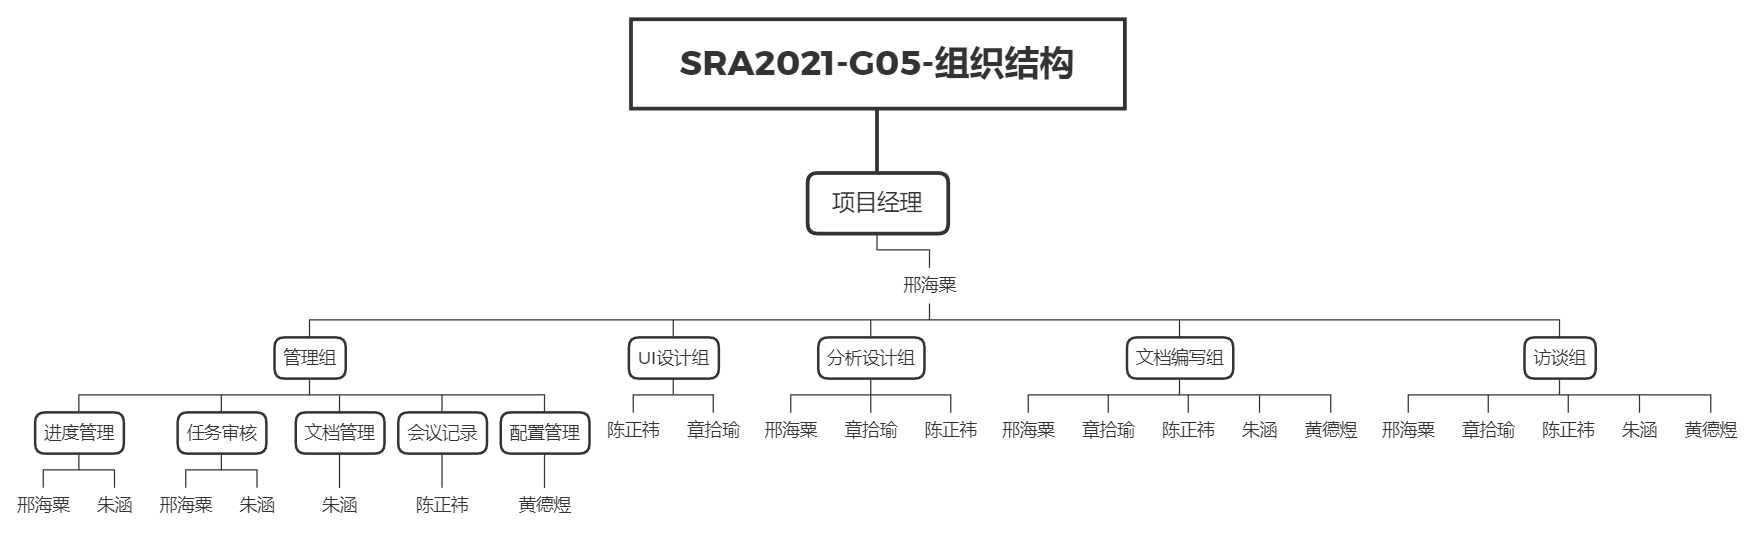 SRA2021-G05-组织结构
项目经理
邢海粟
管理组
UI设计组
分析设计组
文档编写组
访谈组
进度管理
任务审核
文档管理
会议记录
配置管理
陈正祎
章拾瑜
邢海粟
章拾瑜
陈正祎
邢海粟
章拾瑜
陈正祎
朱涵
黄德煜
邢海粟
章拾瑜
陈正祎
朱涵
黄德煜
邢海粟
朱涵
邢海粟
朱涵
朱涵
陈正祎
黄德煜